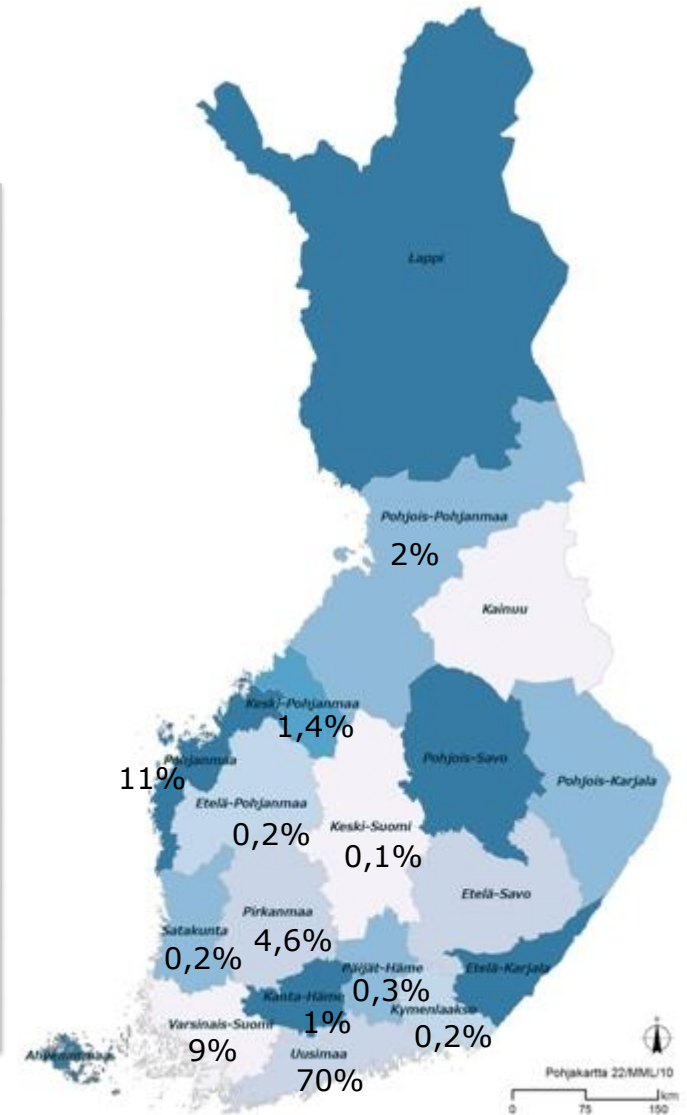 Lappi
Pohjois-Pohjanmaa
2%
Kainuu
Keski-Pohjanmaa
1,4%
Pohjanmaa
11%
Pohjois-Savo
Pohjois-Karjala
Etelä-Pohjanmaa
0,2%
Keski-Suomi
0,1%
Etelä-Savo
Pirkanmaa
4,6%
Satakunta
0,2%
Päijät-Häme
0,3%
Etelä-Karjala
Kanta-Häme
1%
Kymenlaakso
0,2%
Varsinais-Suomi
9%
Uusimaa
70%
Ahvenanmaa
Pohjakartta 22/MML/10
km
0 75 150